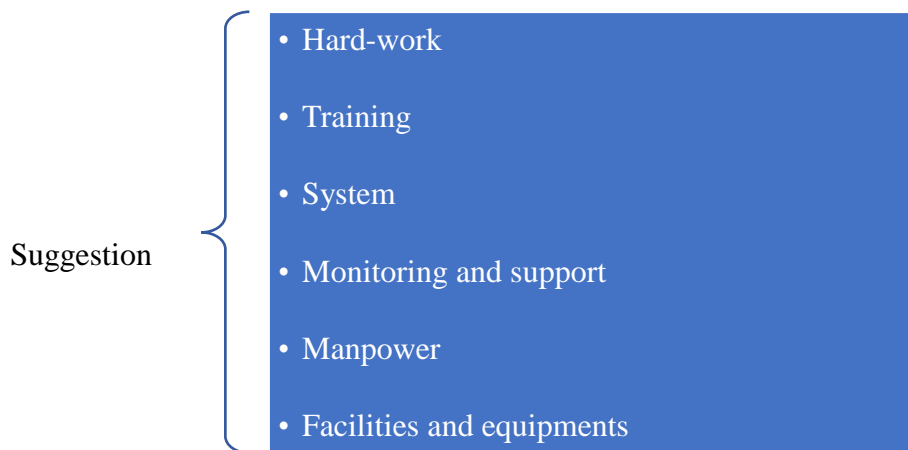 Suggestion
• Hard-work
• Training
• System
• Monitoring and support
• Manpower
• Facilities and equipments